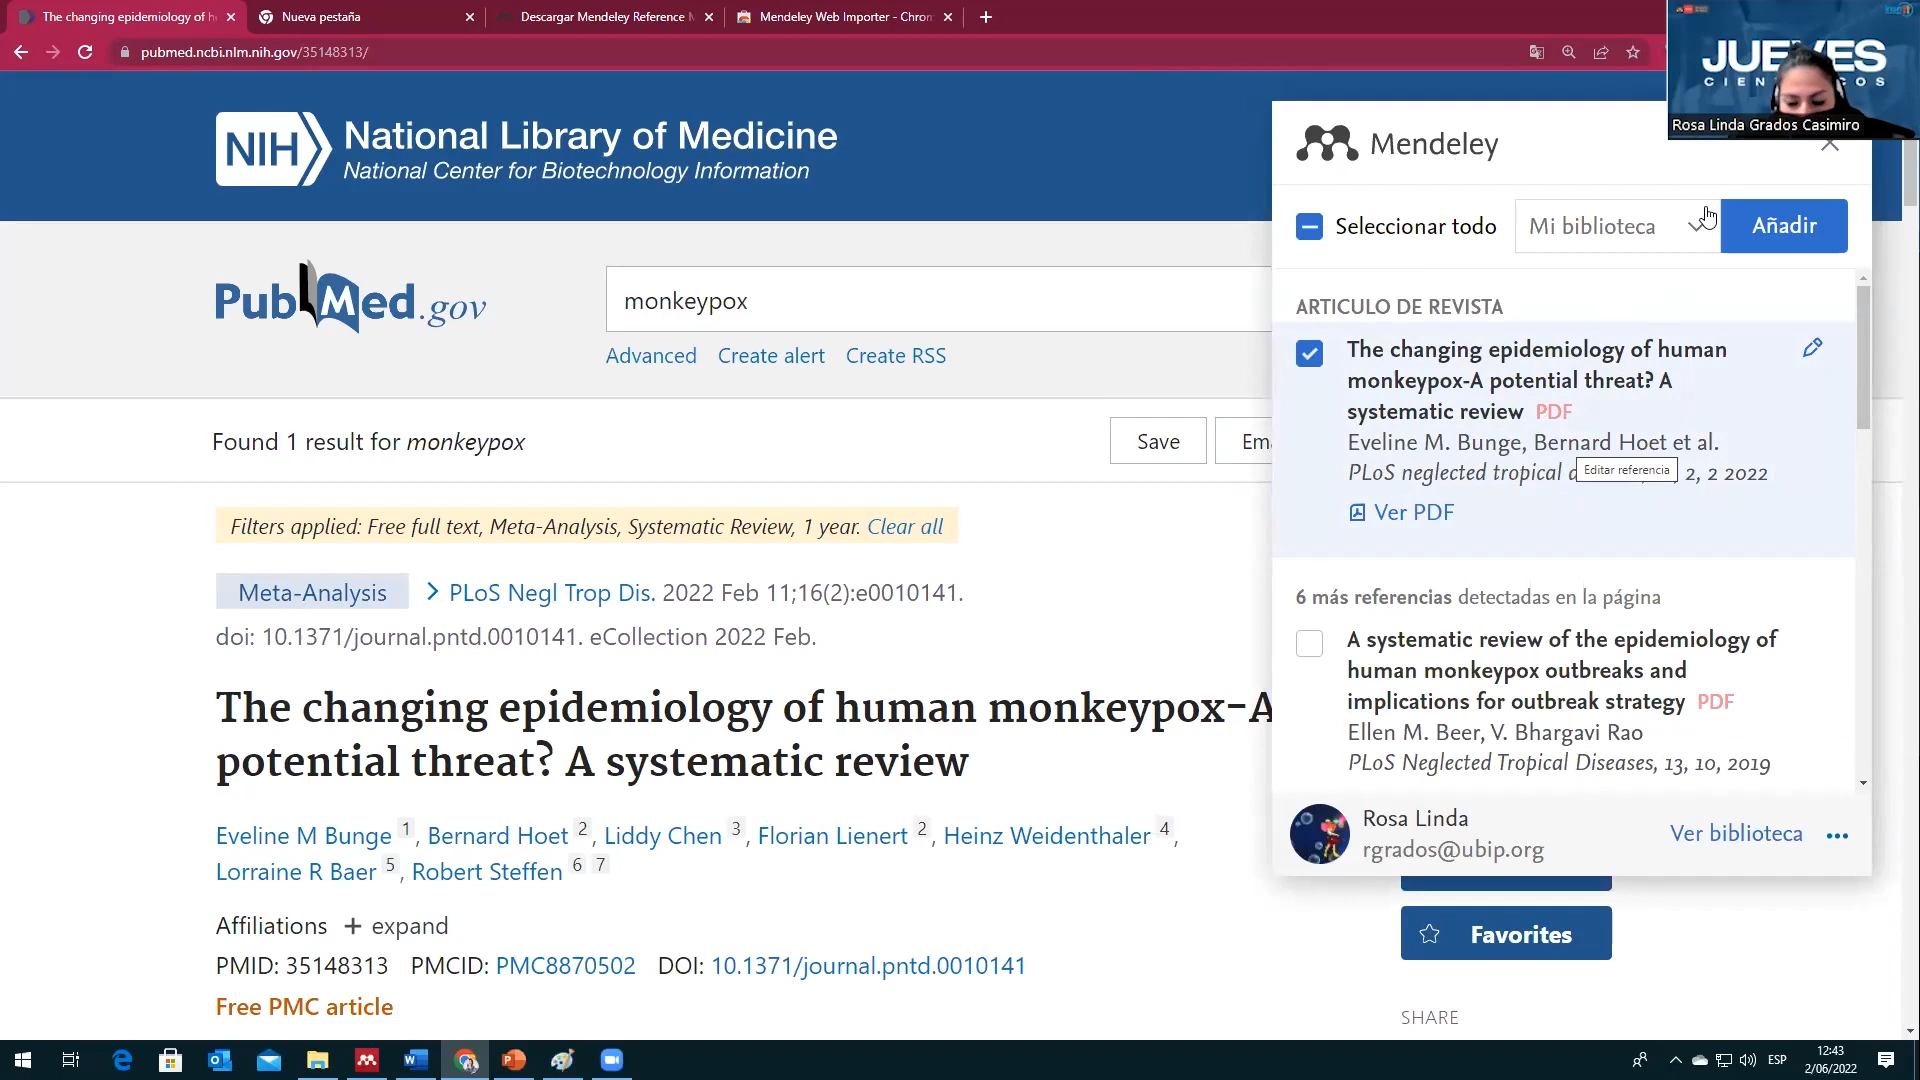 The changing epidemiology of h
Nueva pestaña
Descargar Mendeley Reference M
Mendeley Web Importer - Chrom
pubmed.ncbi.nlm.nih.gov/35148313/
JUEVES
Rosa Linda Grados Casimiro
NIH
National Library of Medicine
National Center for Biotechnology Information
Mendeley
Seleccionar todo
Mi biblioteca
Añadir
PubMed.gov
monkeypox
Advanced
Create alert
Create RSS
ARTICULO DE REVISTA
The changing epidemiology of human
monkeypox-A potential threat? A
systematic review PDF
Eveline M. Bunge, Bernard Hoet et al.
PLoS neglected tropical
Editar referencia
2, 2 2022
Ver PDF
Found 1 result for monkeypox
Save
Ema
Filters applied: Free full text, Meta-Analysis, Systematic Review, 1 year. Clear all
Meta-Analysis
PLoS Negl Trop Dis. 2022 Feb 11;16(2):e0010141.
doi: 10.1371/journal.pntd.0010141. eCollection 2022 Feb.
6 más referencias detectadas en la página
A systematic review of the epidemiology of
human monkeypox outbreaks and
implications for outbreak strategy PDF
Ellen M. Beer, V. Bhargavi Rao
PLoS Neglected Tropical Diseases, 13, 10, 2019
The changing epidemiology of human monkeypox-A
potential threat? A systematic review
Eveline M Bunge 1, Bernard Hoet 2, Liddy Chen 3, Florian Lienert 2, Heinz Weidenthaler 4,
Lorraine R Baer 5, Robert Steffen 6 7
Rosa Linda
rgrados@ubip.org
Ver biblioteca
Affiliations + expand
PMID: 35148313 PMCID: PMC8870502 DOI: 10.1371/journal.pntd.0010141
Free PMC article
Favorites
SHARE
ESP
12:43
2/06/2022